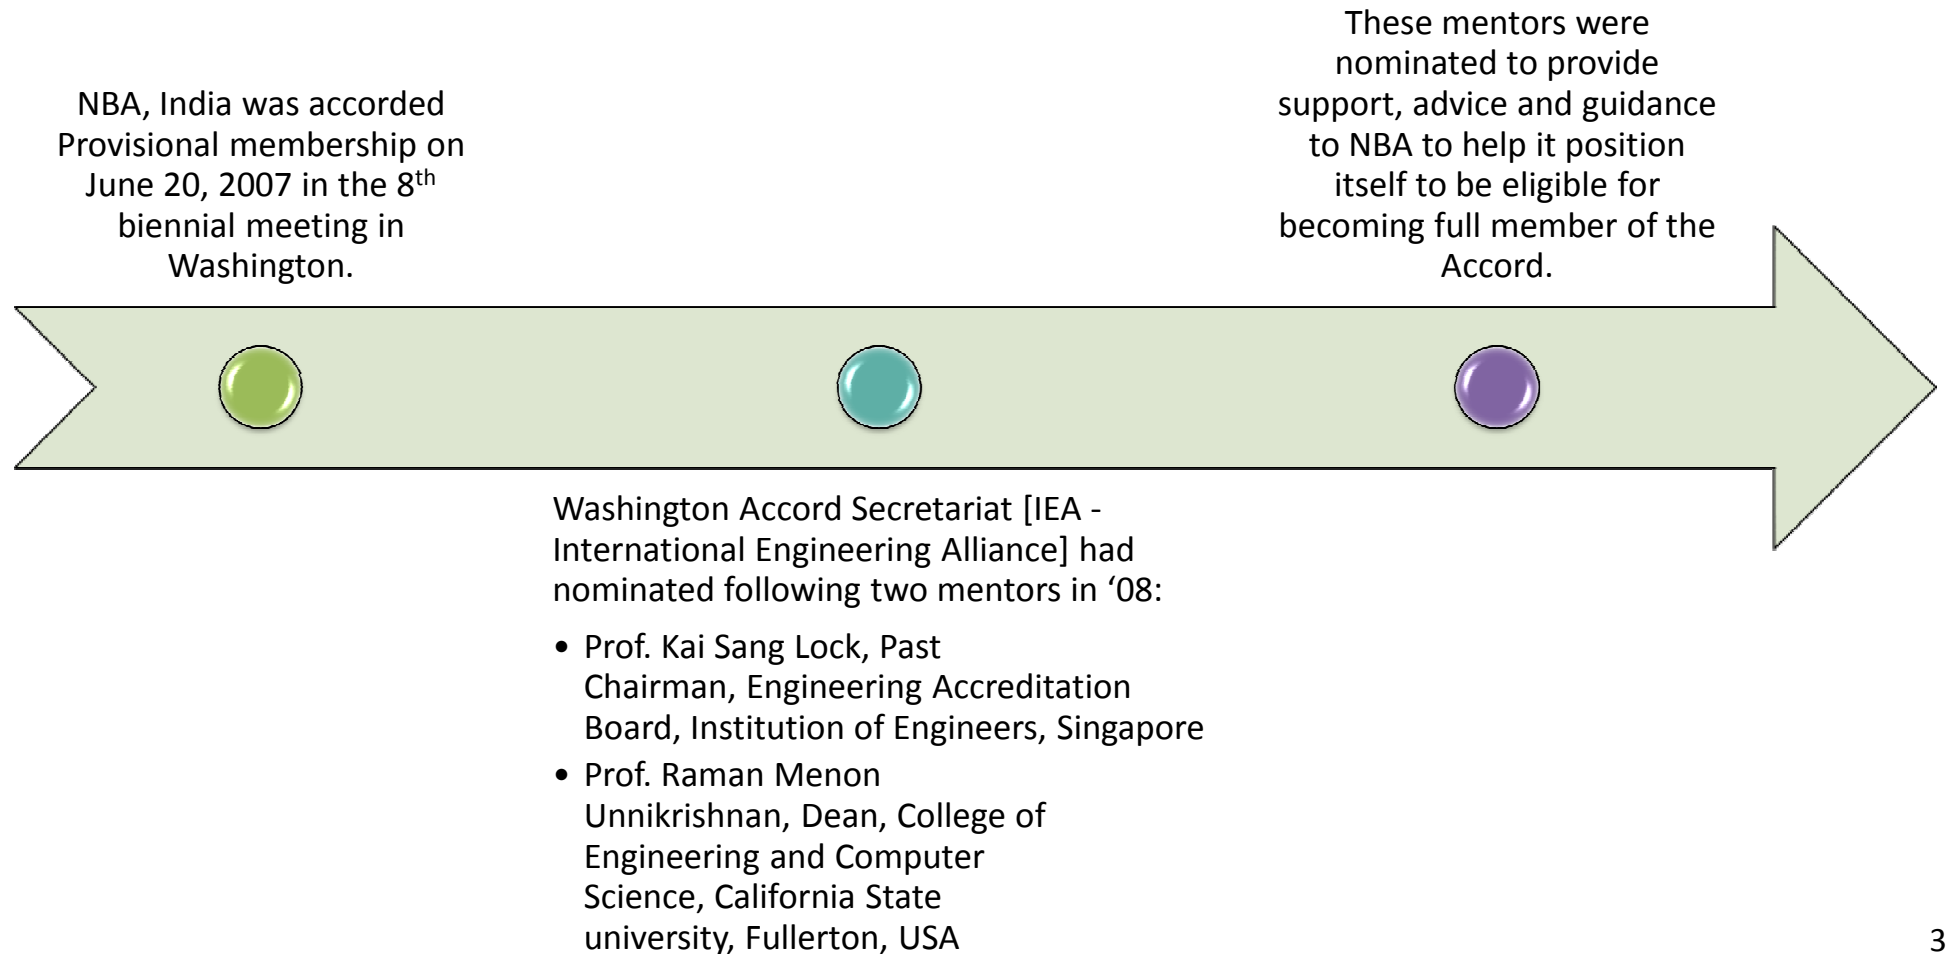 NBA, India was accorded
Provisional membership on
June 20, 2007 in the 8th
biennial meeting in
Washington.
Washington Accord Secretariat [IEA -
International Engineering Alliance] had
nominated following two mentors in ‘08:
• Prof. Kai Sang Lock, Past
Chairman, Engineering Accreditation
Board, Institution of Engineers, Singapore
• Prof. Raman Menon
Unnikrishnan, Dean, College of
Engineering and Computer
Science, California State
university, Fullerton, USA
These mentors were
nominated to provide
support, advice and guidance
to NBA to help it position
itself to be eligible for
becoming full member of the
Accord.
3